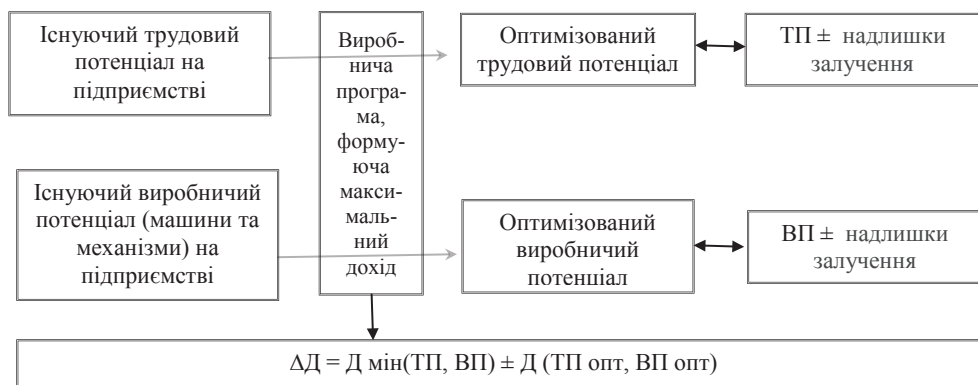 Існуючий трудовий
потенціал на
підприємстві
Вироб-
нича
програ-
ма,
форму-
юча
макси-
маль-
ний
дохід
Оптимізований
трудовий потенціал
ТП ± надлишки
залучення
Існуючий виробничий
потенціал (машини та
механізми) на
підприємстві
Оптимізований
виробничий
потенціал
ВП ± надлишки
залучення
ΔД = Д мін(ТП, ВП) ± Д (ТП опт, ВП опт)